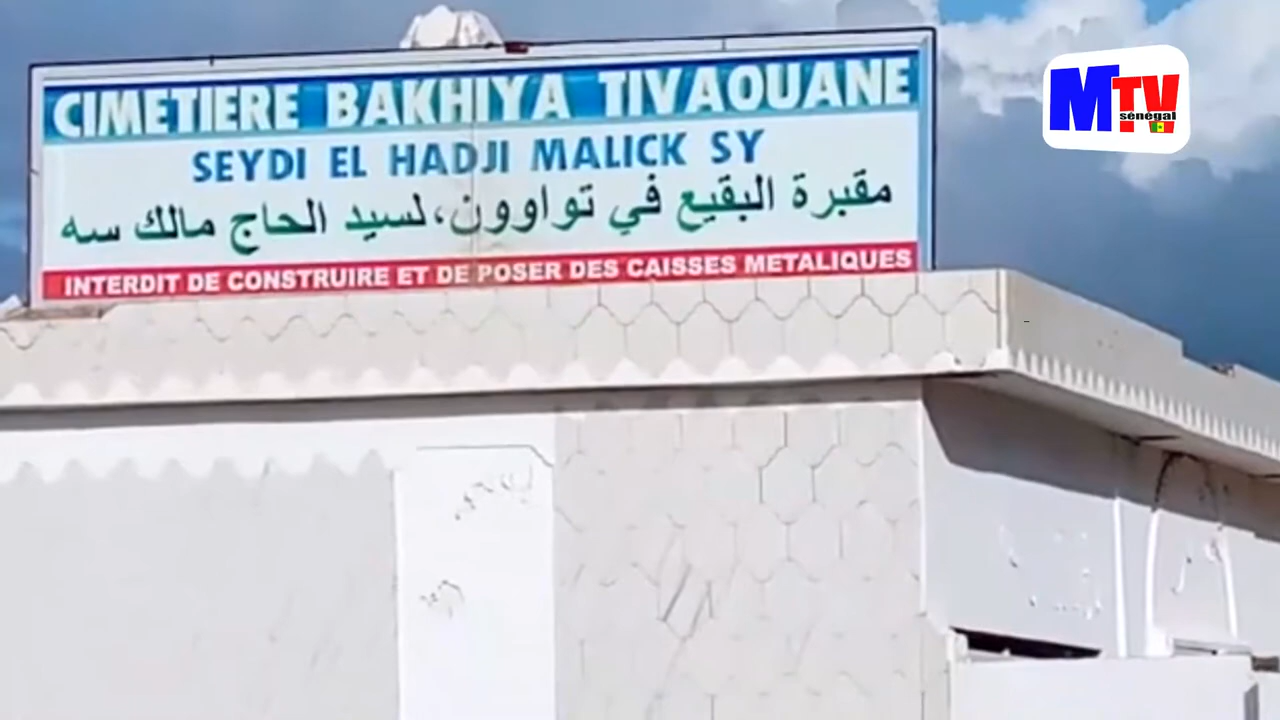 CIMETIERE BAKHIYA TIVAOUANE
SEYDI EL HADJI MALICK SY
مقبرة البقيع في تواوون، لسيد الحاج مالك سه
INTERDIT DE CONSTRUIRE ET DE POSER DES CAISSES METALIQUES
MTV
sénégal